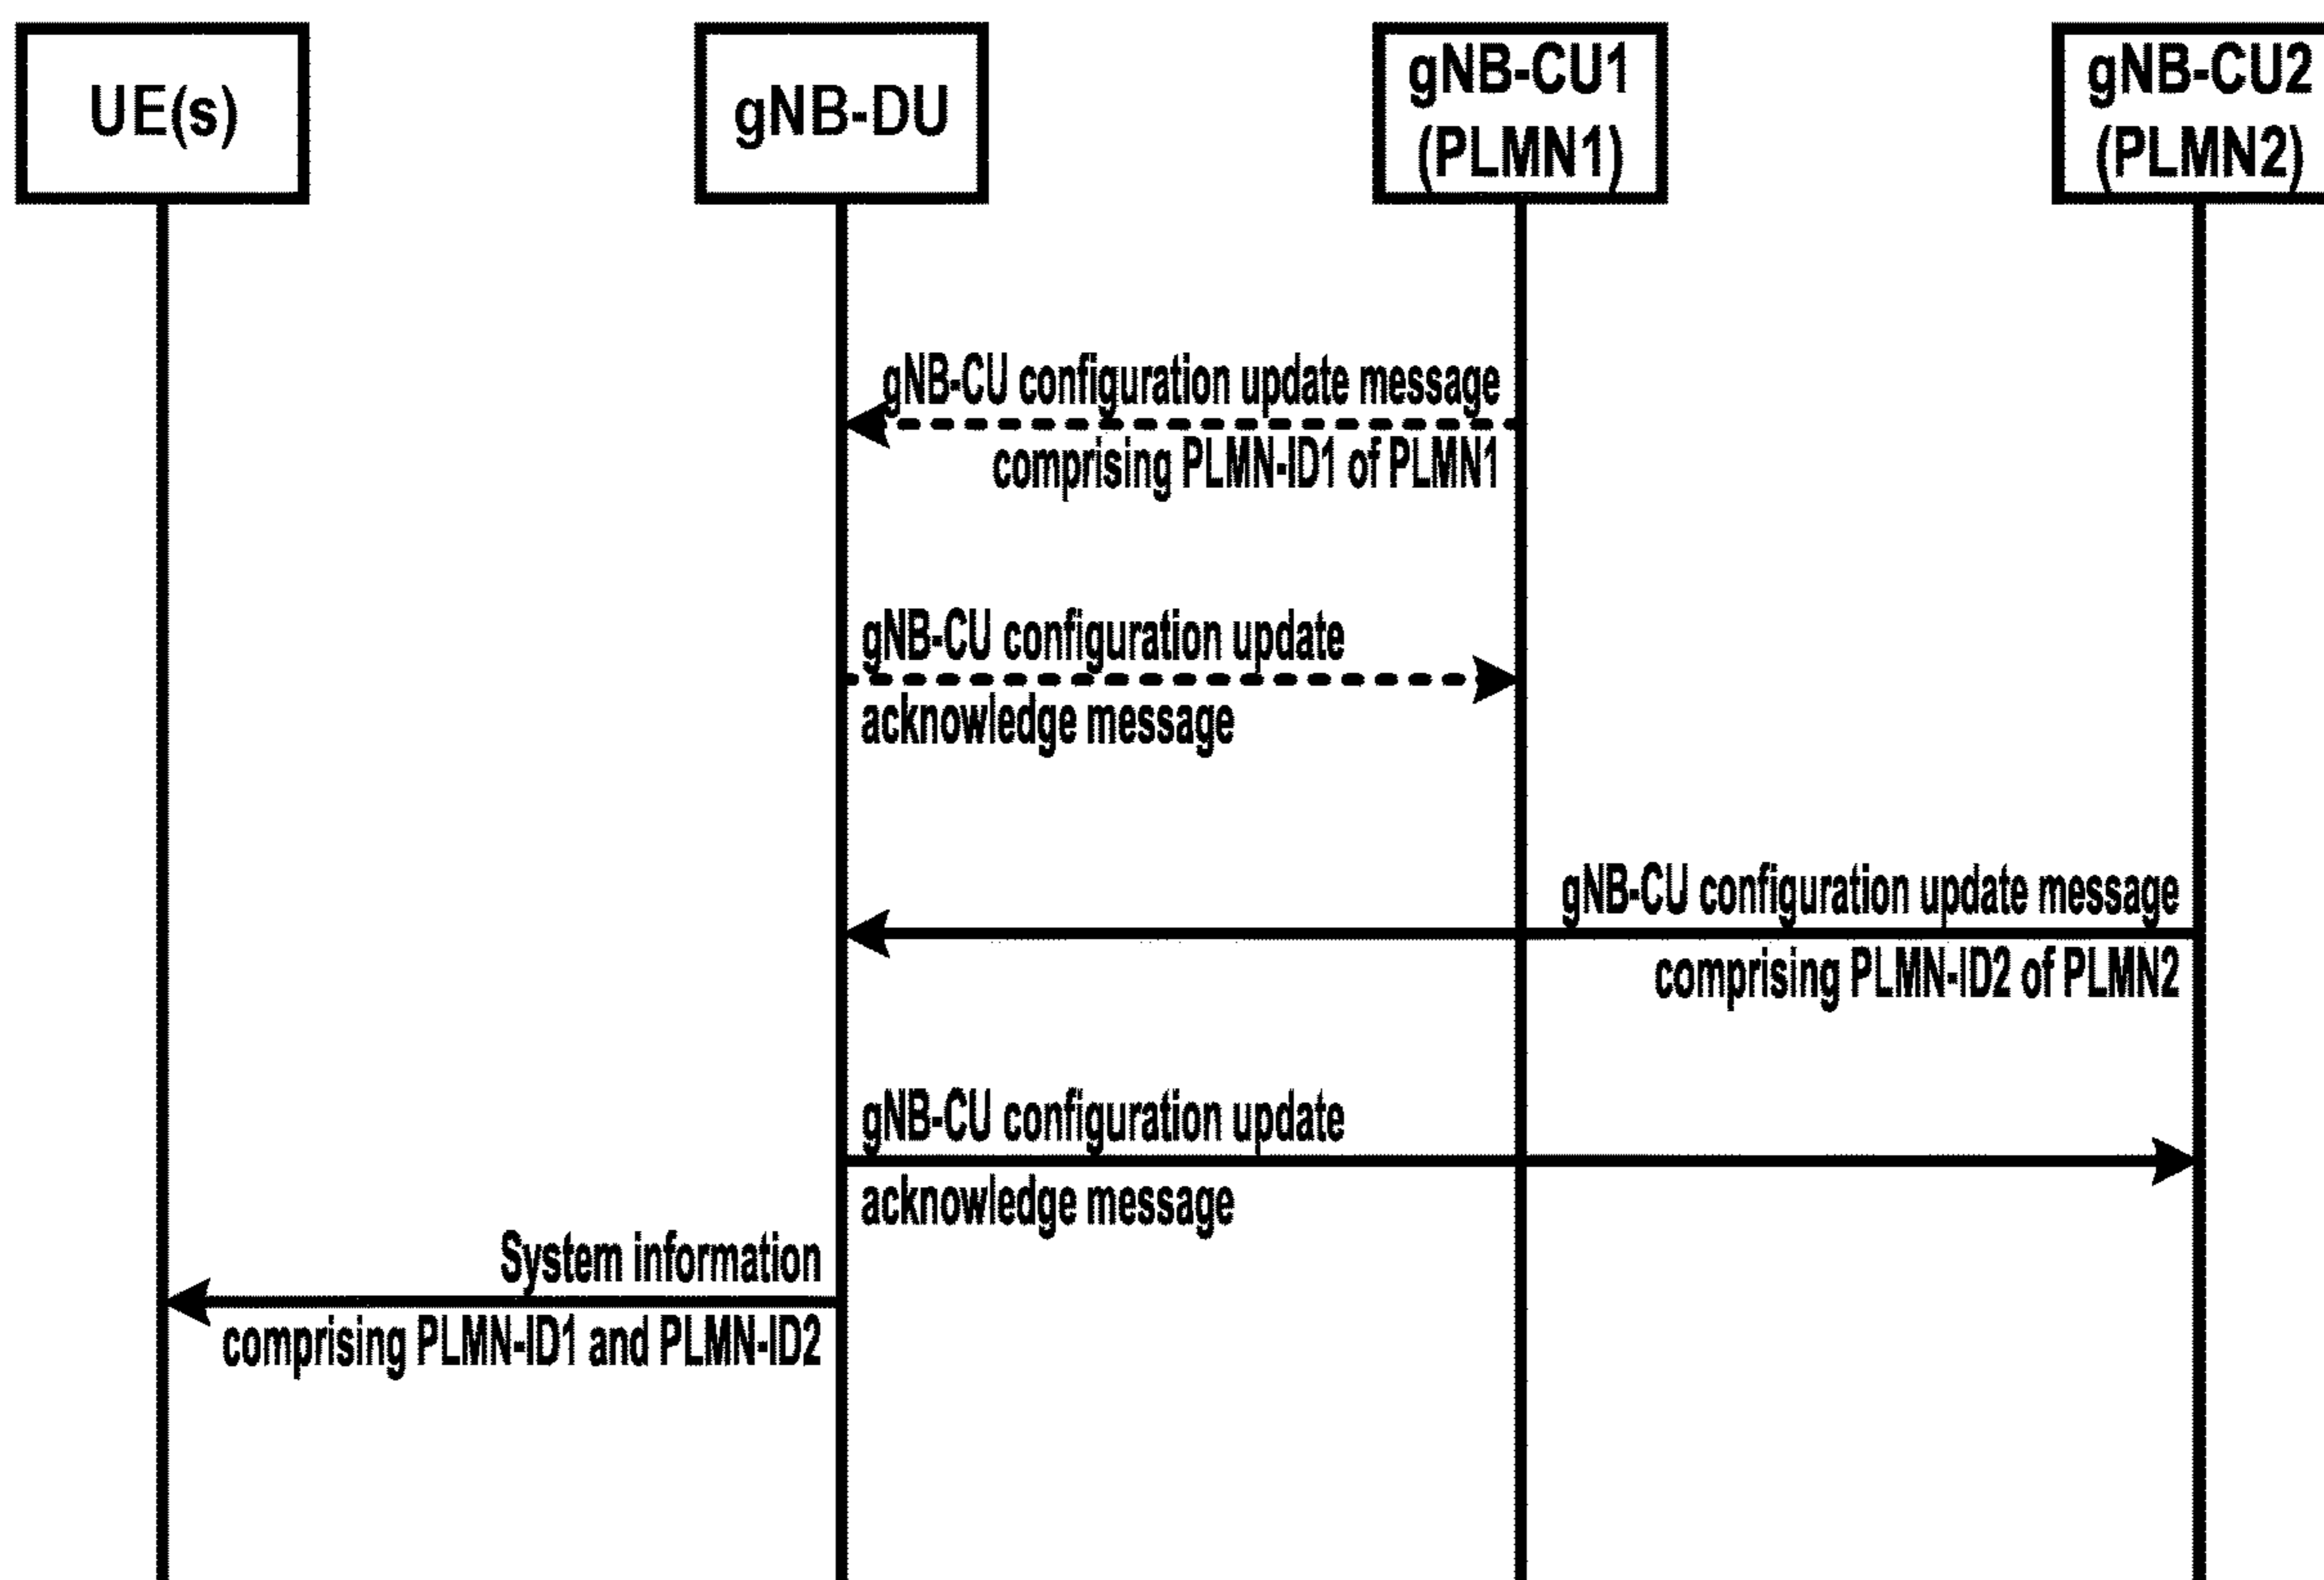 UE(s)
gNB-DU
gNB-CU1
(PLMN1)
gNB-CU2
(PLMN2)
gNB-CU configuration update message
comprising PLMN-ID1 of PLMN1
gNB-CU configuration update
acknowledge message
gNB-CU configuration update message
comprising PLMN-ID2 of PLMN2
gNB-CU configuration update
acknowledge message
System information
comprising PLMN-ID1 and PLMN-ID2